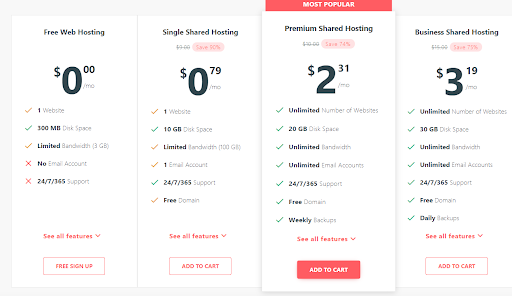 MOST POPULAR
Free Web Hosting
$0.00
/mo
1 Website
300 MB Disk Space
Limited Bandwidth (3 GB)
No Email Account
24/7/365 Support
See all features
FREE SIGN UP
Single Shared Hosting
Save 90%
$0.79
/mo
1 Website
10 GB Disk Space
Limited Bandwidth (100 GB)
1 Email Account
24/7/365 Support
Free Domain
See all features
ADD TO CART
Premium Shared Hosting
$10.00 Save 74%
$2.31
/mo
Unlimited Number of Websites
20 GB Disk Space
Unlimited Bandwidth
Unlimited Email Accounts
24/7/365 Support
Free Domain
Weekly Backups
See all features
ADD TO CART
Business Shared Hosting
$15.00
$3.19
/mo
Unlimited Number of Websites
30 GB Disk Space
Unlimited Bandwidth
Unlimited Email Accounts
24/7/365 Support
Free Domain
Daily Backups
See all features
ADD TO CART